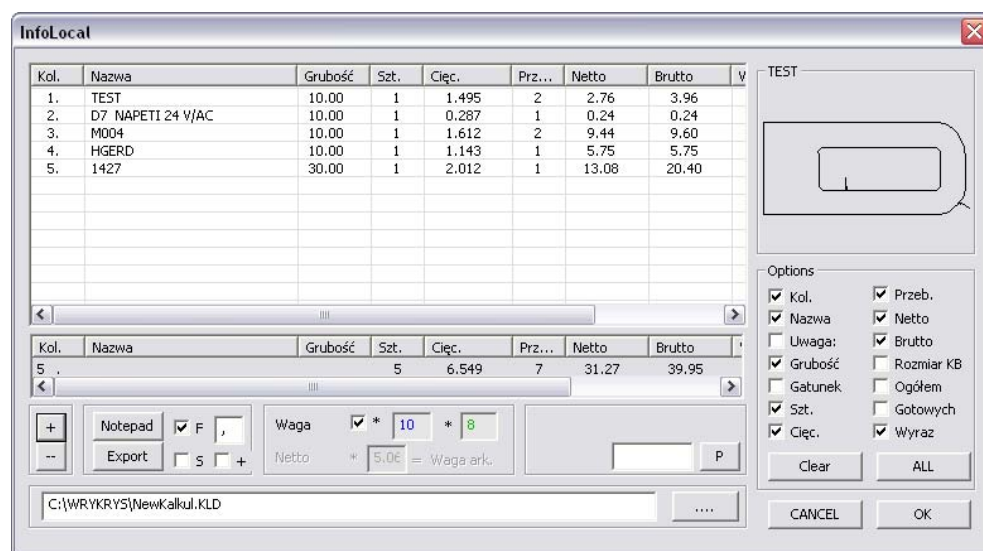 InfoLocal
Kol. Nazwa Grubość Szt. Cięc. Prz... Netto Brutto
1. TEST 10.00 1 1.495 2 2.76 3.96
2. D7 NAPETI 24 V/AC 10.00 1 0.287 1 0.24 0.24
3. M004 10.00 1 1.612 2 9.44 9.60
4. HGERD 10.00 1 1.143 1 5.75 5.75
5. 1427 30.00 1 2.012 1 13.08 20.40
Kol. Nazwa Grubość Szt. Cięc. Prz... Netto Brutto
5 . 5 6.549 7 31.27 39.95
+ Notepad F , Waga * 10 * 8
-- Export S + Netto * 5.06 = Waga ark. P
C:\WRYKRYS\NewKalkul.KLD ....
TEST
Options
Kol. Przeb.
Nazwa Netto
Uwaga: Brutto
Grubość Rozmiar KB
Gatunek Ogółem
Szt. Gotowych
Cięc. Wyraz
Clear ALL
CANCEL OK